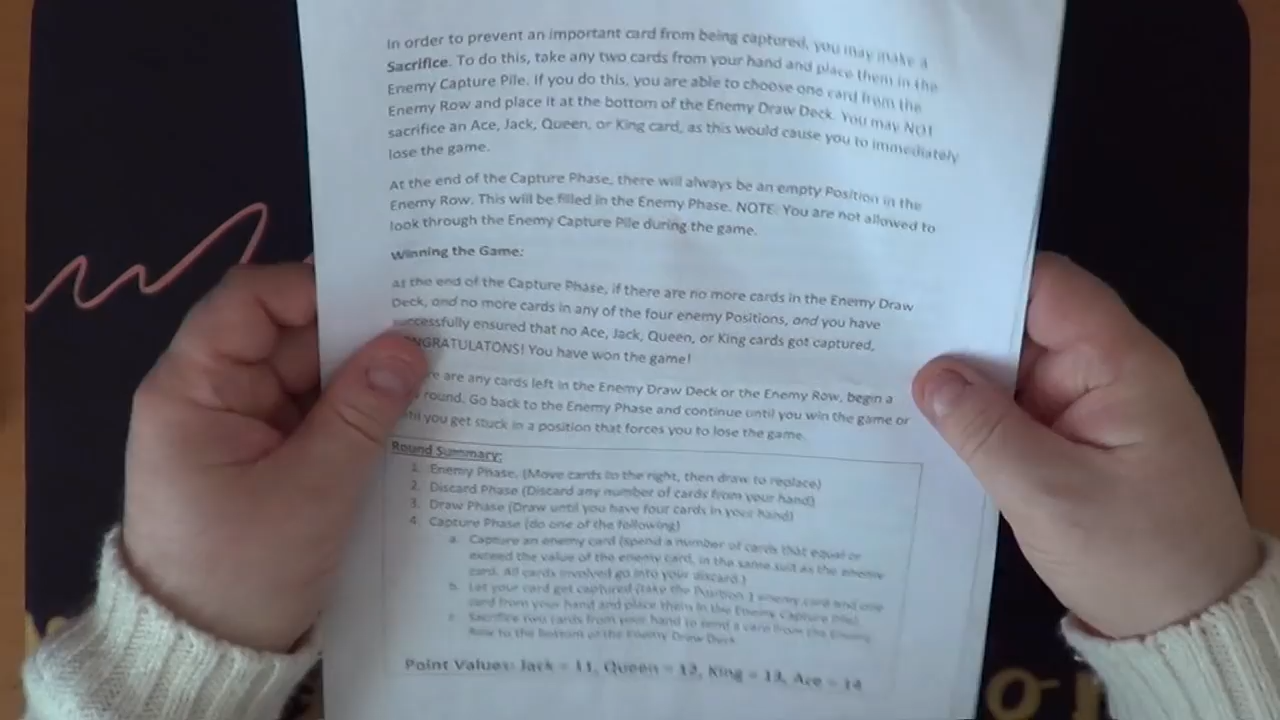 In order to prevent an important card from being captured, you may make a
Sacrifice. To do this, take any two cards from your hand and place them in the
Enemy Capture Pile. If you do this, you are able to choose one card from the
Enemy Row and place it at the bottom of the Enemy Draw Deck. You may NOT
sacrifice an Ace, Jack, Queen, or King card, as this would cause you to immediately
lose the game.
At the end of the Capture Phase, there will always be an empty Position in the
Enemy Row. This will be filled in the Enemy Phase. NOTE: You are not allowed to
look through the Enemy Capture Pile during the game.
Winning the Game:
At the end of the Capture Phase, if there are no more cards in the Enemy Draw
Deck, and no more cards in any of the four enemy Positions, and you have
successfully ensured that no Ace, Jack, Queen, or King cards got captured,
NGRATULATONS! You have won the game!
re are any cards left in the Enemy Draw Deck or the Enemy Row, begin a
round. Go back to the Enemy Phase and continue until you win the game or
you get stuck in a position that forces you to lose the game.
Round Summary:
1. Enemy Phase. (Move cards to the right, then draw to replace)
2. Discard Phase (Discard any number of cards from your hand)
3. Draw Phase (Draw until you have four cards in your hand)
4. Capture Phase (do one of the following)
a. Capture an enemy card (spend a number of cards that equal or
exceed the value of the enemy card, in the same suit as the enemy
card. All cards involved go into your discard.)
b. Let your card get captured (take the Position 1 enemy card and one
card from your hand and place them in the Enemy Capture Pile)
c. Sacrifice two cards from your hand to send a card from the Enemy
Row to the bottom of the Enemy Draw Deck.
Point Values: Jack = 11, Queen = 12, King = 13, Ace = 14